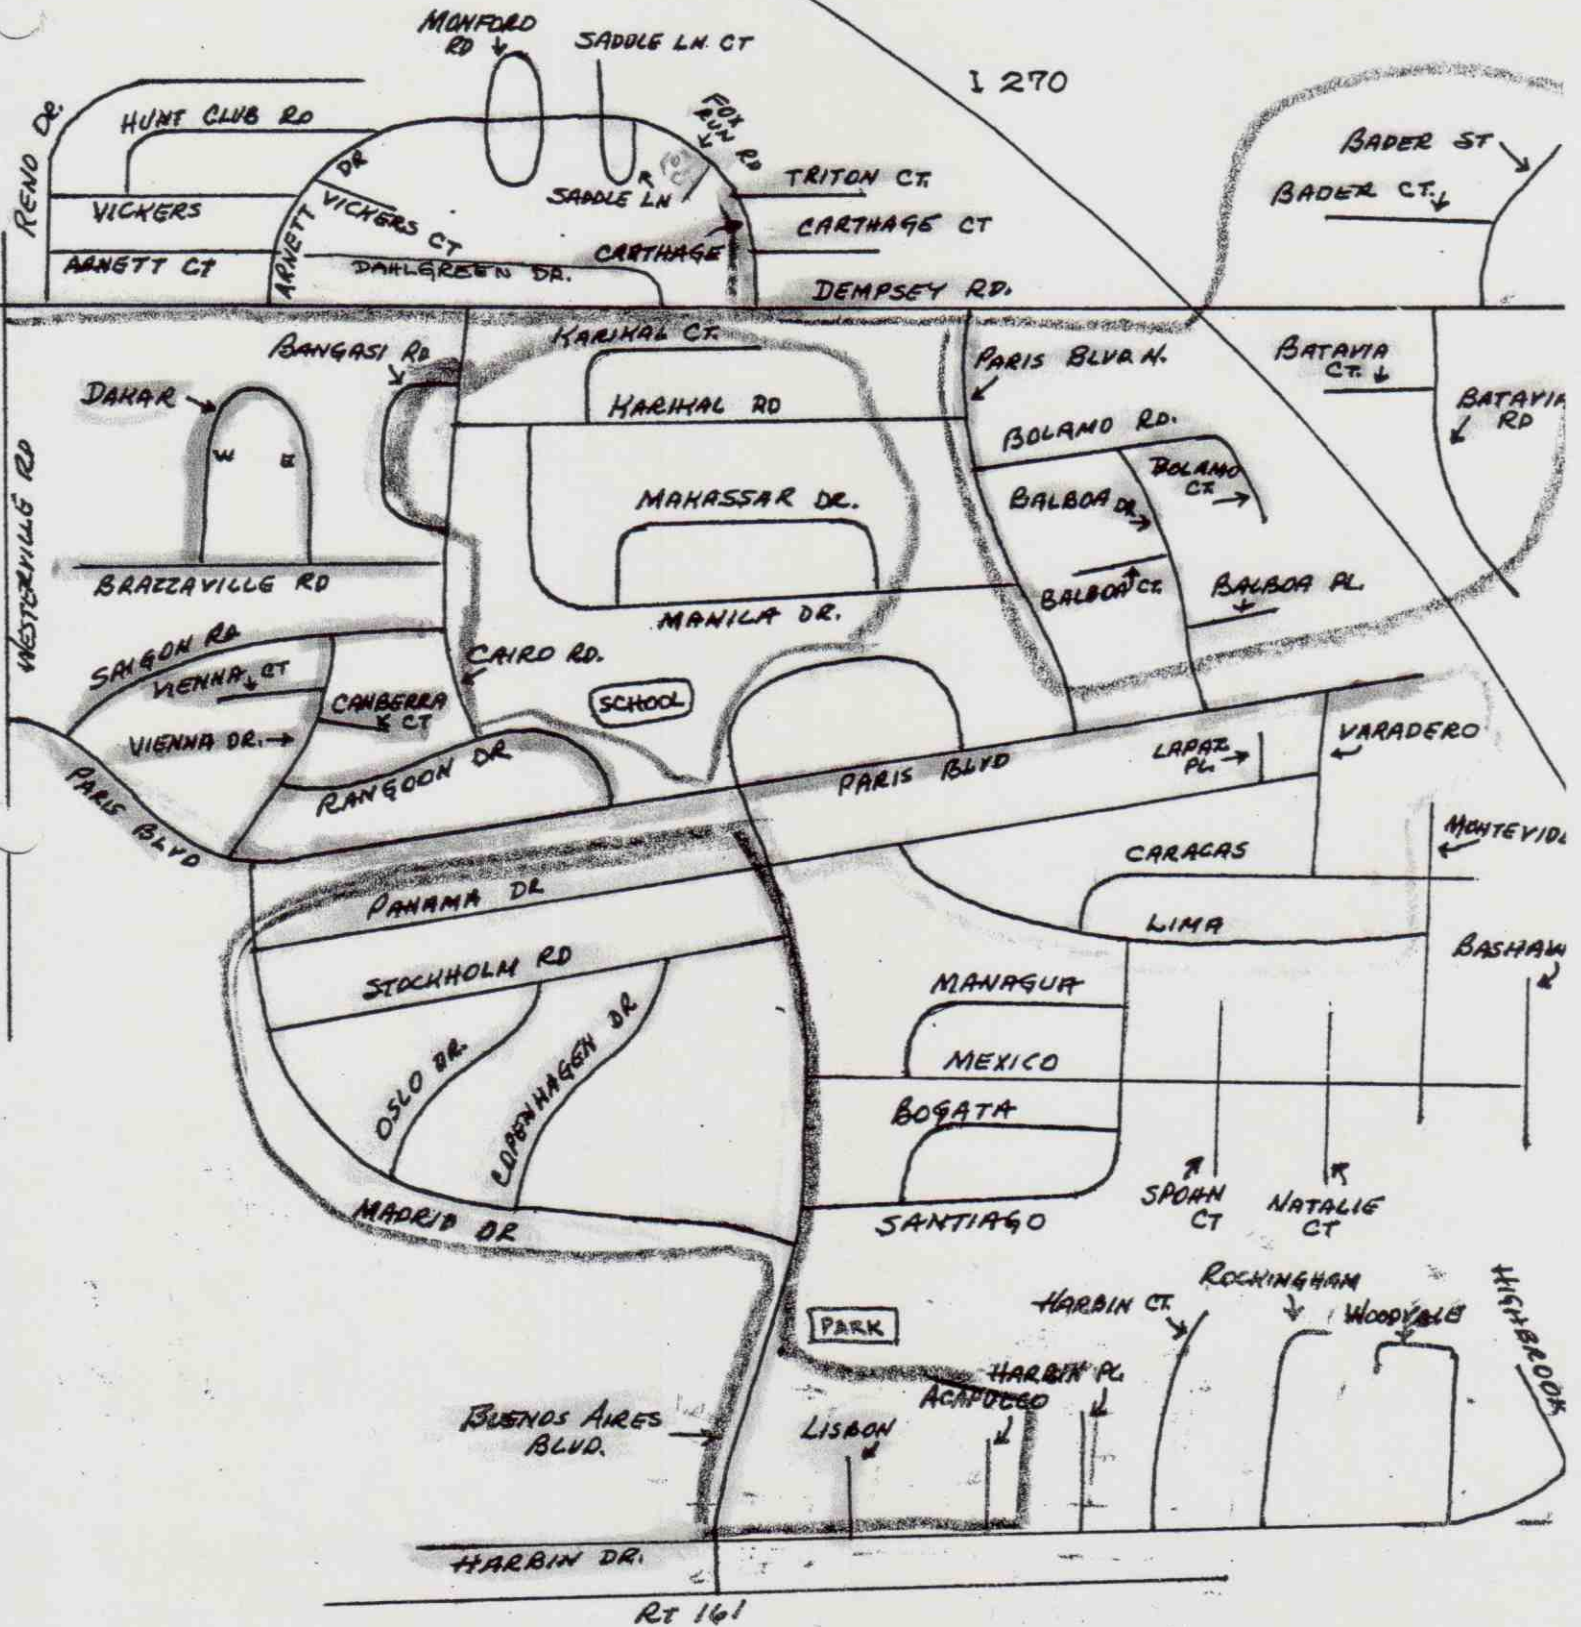 MONFORD
RD
SADDLE LN. CT
I 270
RENO DR.
HUNT CLUB RD
FOX
RUN RD
BADER ST
DR
TRITON CT.
BADER CT.
VICKERS
VICKERS CT
SADDLE LN
CARTHAGE CT
ARNETT
CARTHAGE
ARNETT CT
DAHLGREEN DR.
DEMPSEY RD.
BANGASI RD
KARIKAL CT.
PARIS BLVD. N.
BATAVIA
CT.
DAKAR
KARIKAL RD
BATAVIA
RD
BOLAMO RD.
WESTERVILLE RD
W
E
MAKASSAR DR.
BALBOA DR
BOLAMO
CT.
BRAZZAVILLE RD
BALBOA CT.
BALBOA PL.
MANILA DR.
SAIGON RD
CAIRO RD.
VIENNA CT
CANBERRA
CT
SCHOOL
VIENNA DR.
VARADERO
LAPAZ
PL.
RANGOON DR
PARIS BLVD
PARIS BLVD
MONTEVIDE
CARACAS
PANAMA DR
LIMA
BASHAW
STOCKHOLM RD
MANAGUA
OSLO DR.
COPENHAGEN DR
MEXICO
BOGATA
SPOHN
CT
NATALIE
CT
MADRID DR
SANTIAGO
ROCKINGHAM
HARBIN CT.
WOODVALE
HIGHBROOK
PARK
HARBIN PL
ACAPULCO
BUENOS AIRES
BLVD.
LISBON
HARBIN DR.
RT 161